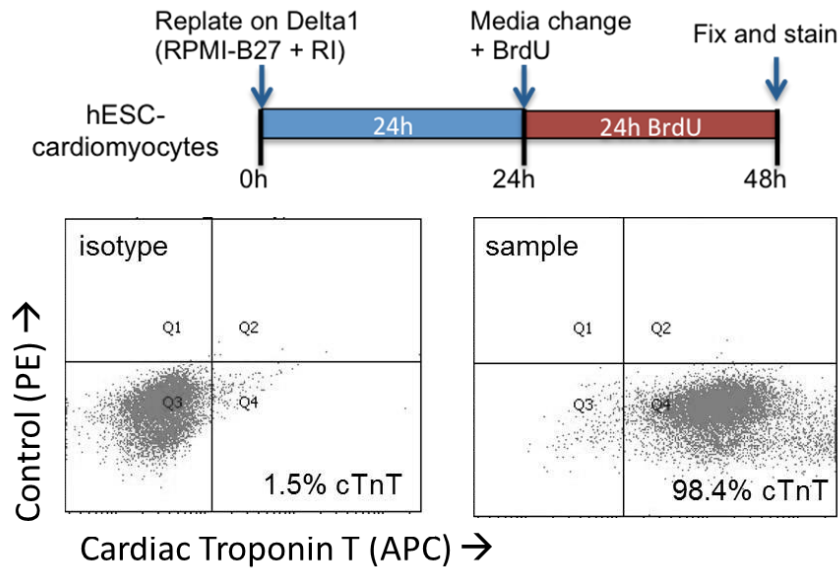 Replate on Delta1
(RPMI-B27 + RI)
Media change
+ BrdU
Fix and stain
hESC-
cardiomyocytes
24h
24h BrdU
0h
24h
48h
isotype
Q1
Q2
Q3
Q4
1.5% cTnT
sample
Q1
Q2
Q3
Q4
98.4% cTnT
Control (PE) →
Cardiac Troponin T (APC) →